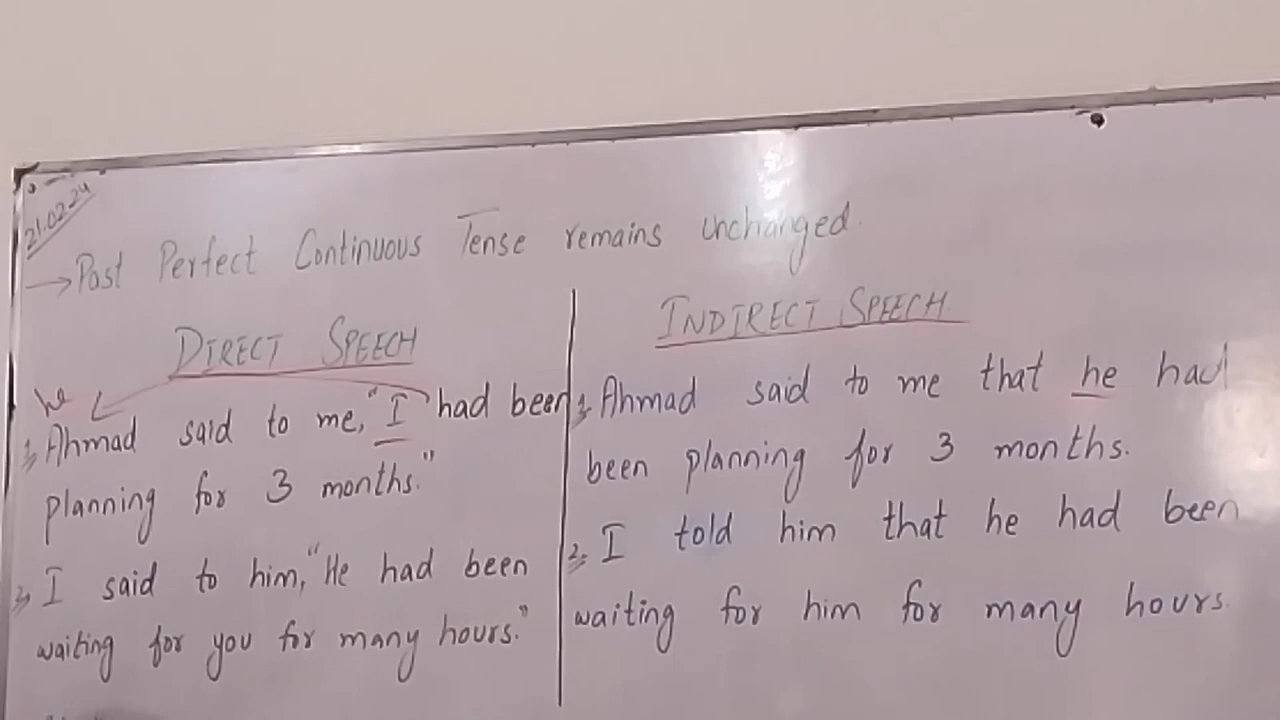 21.02.24
→ Past Perfect Continuous Tense remains unchanged.
DIRECT SPEECH
he
1; Ahmad said to me, "I had been
planning for 3 months."
2; I said to him, "He had been
waiting for you for many hours."
INDIRECT SPEECH
1; Ahmad said to me that he had
been planning for 3 months.
2; I told him that he had been
waiting for him for many hours.